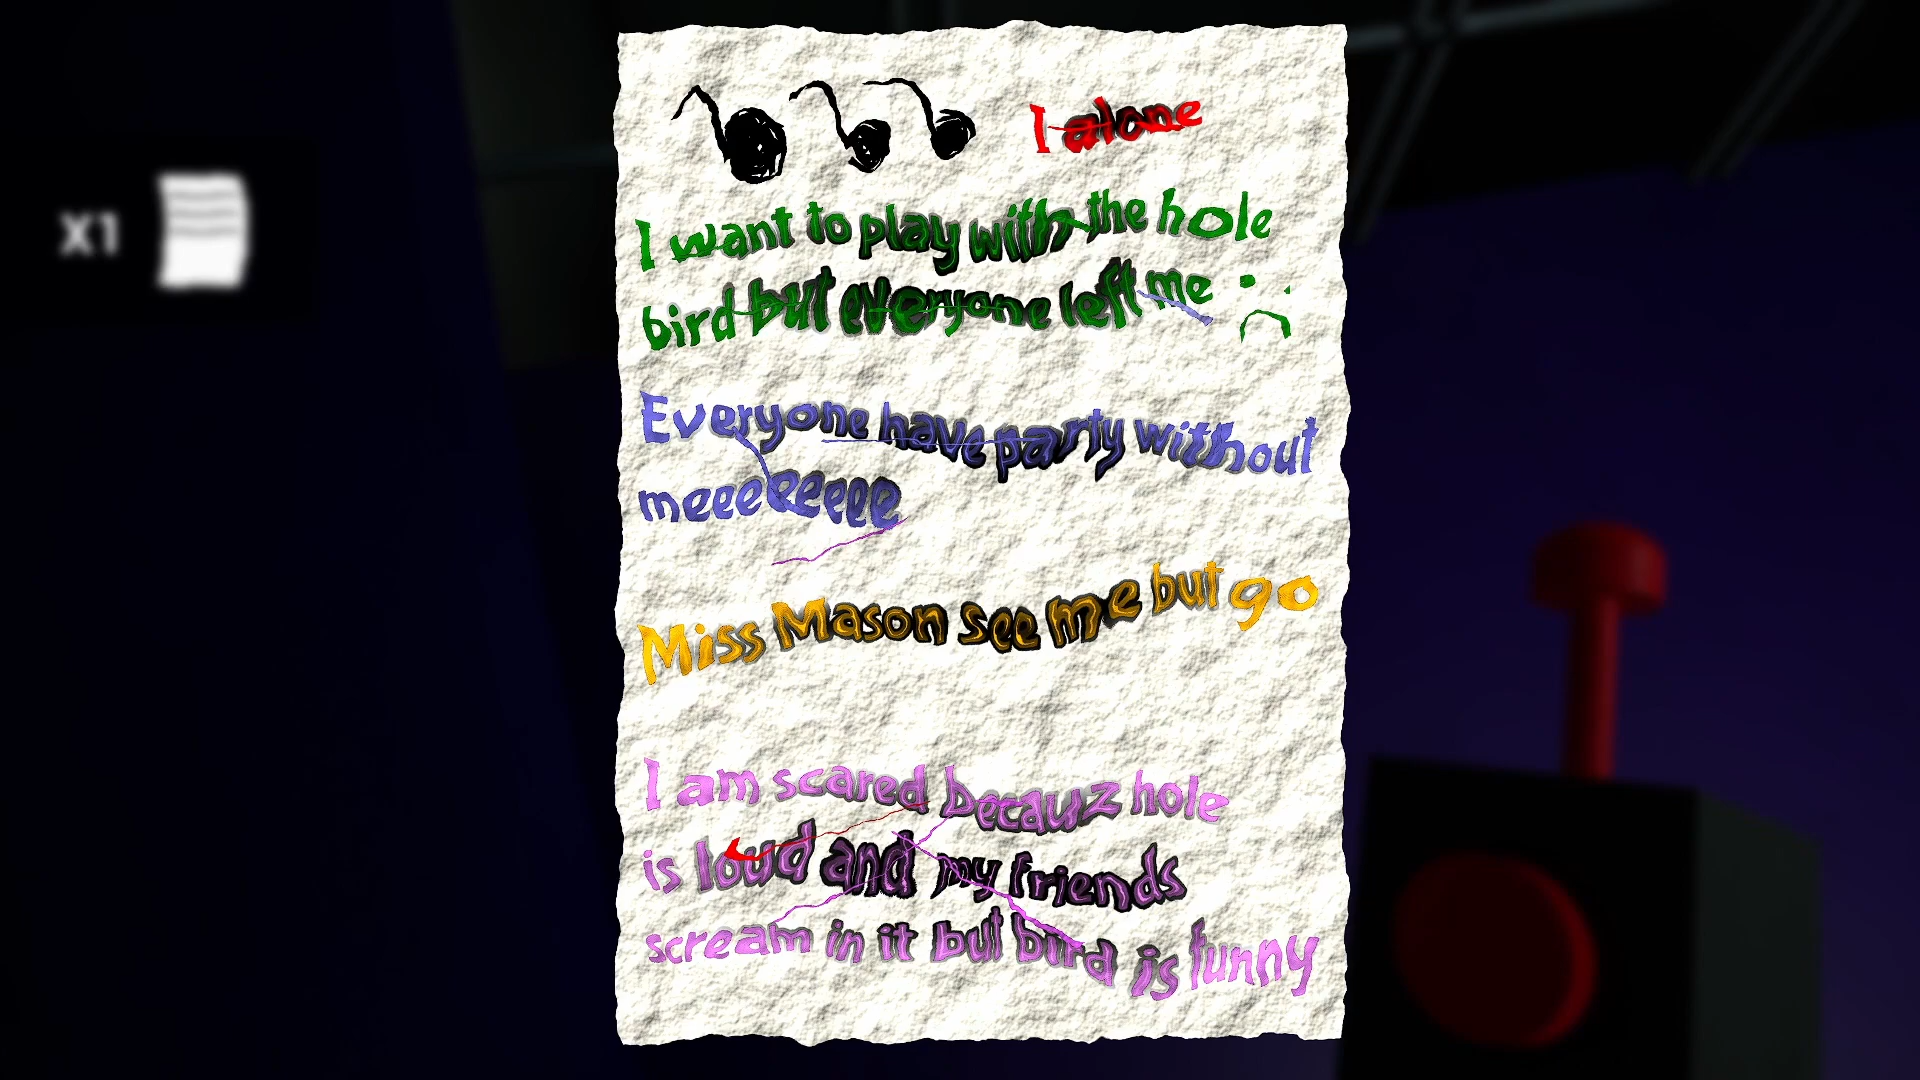 I alone
I want to play with the hole
bird but everyone left me
Everyone have party without
meeeeeeee
Miss Mason see me but go
I am scared becauz hole
is loud and my friends
scream in it but bird is funny
X1